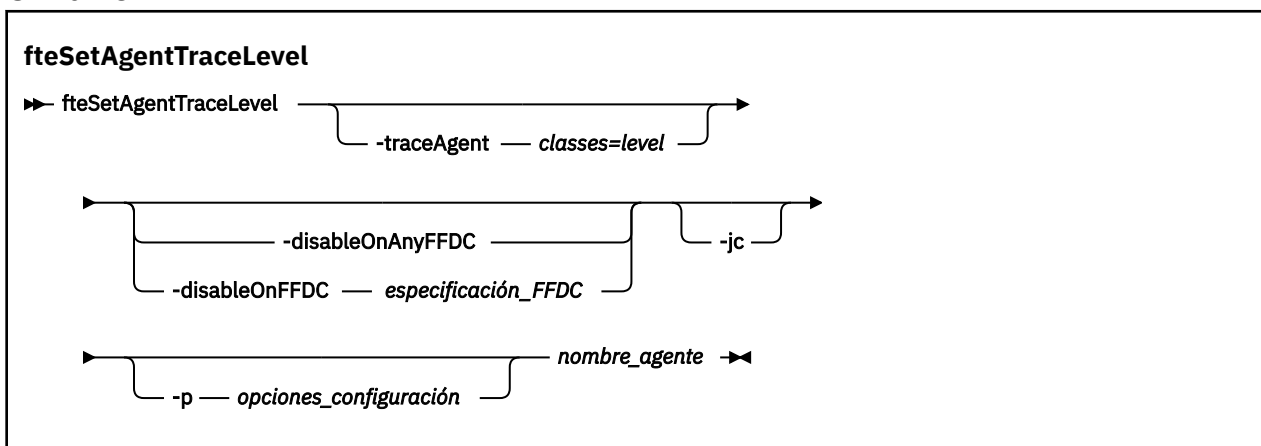 fteSetAgentTraceLevel
fteSetAgentTraceLevel
-traceAgent classes=level
-disableOnAnyFFDC -jc
-disableOnFFDC especificación_FFDC
nombre_agente
-p opciones_configuración